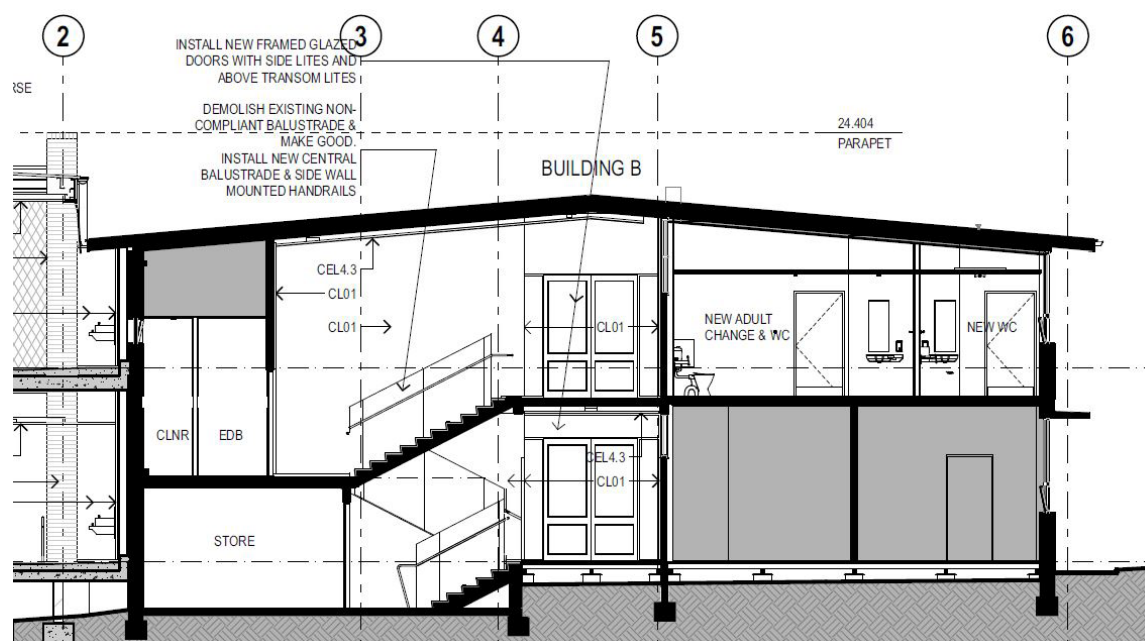 2
3
4
5
6
INSTALL NEW FRAMED GLAZED
DOORS WITH SIDE LITES AND
ABOVE TRANSOM LITES
RSE
DEMOLISH EXISTING NON-
COMPLIANT BALUSTRADE &
MAKE GOOD.
INSTALL NEW CENTRAL
BALUSTRADE & SIDE WALL
MOUNTED HANDRAILS
24.404
PARAPET
BUILDING B
CEL4.3
CL01
CL01
CL01
NEW ADULT
CHANGE & WC
NEW WC
CLNR
EDB
CEL4.3
CL01
STORE